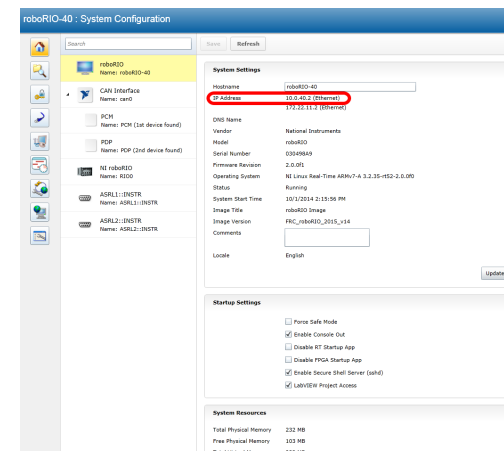 roboRIO-40 : System Configuration
Search
Save Refresh
roboRIO
Name: roboRIO-40
CAN Interface
Name: can0
PCM
Name: PCM (1st device found)
PDP
Name: PDP (2nd device found)
NI roboRIO
Name: RIO0
ASRL1::INSTR
Name: ASRL1::INSTR
ASRL2::INSTR
Name: ASRL2::INSTR
System Settings
Hostname roboRIO-40
IP Address 10.0.40.2 (Ethernet)
172.22.11.2 (Ethernet)
DNS Name
Vendor National Instruments
Model roboRIO
Serial Number 030498A9
Firmware Revision 2.0.0f1
Operating System NI Linux Real-Time ARMv7-A 3.2.35-rt52-2.0.0f0
Status Running
System Start Time 10/1/2014 2:15:56 PM
Image Title roboRIO Image
Image Version FRC_roboRIO_2015_v14
Comments
Locale English
Update
Startup Settings
Force Safe Mode
Enable Console Out
Disable RT Startup App
Disable FPGA Startup App
Enable Secure Shell Server (sshd)
LabVIEW Project Access
System Resources
Total Physical Memory 232 MB
Free Physical Memory 103 MB